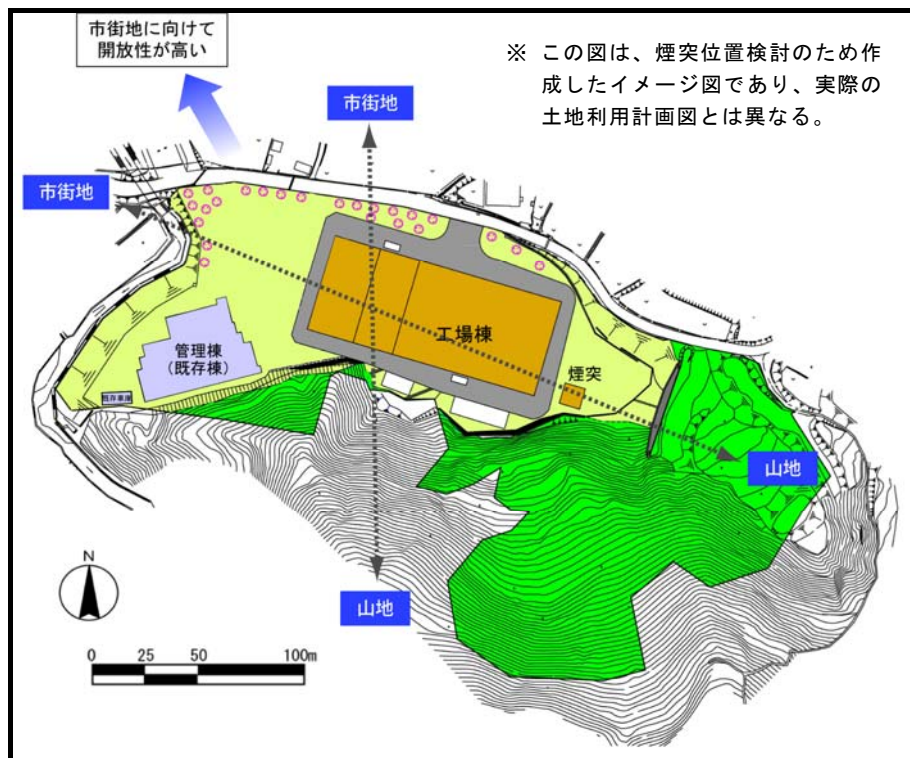 市街地に向けて
開放性が高い
※ この図は、煙突位置検討のため作
成したイメージ図であり、実際の
土地利用計画図とは異なる。
市街地
市街地
工場棟
管理棟
(既存棟)
煙突
山地
山地
N
0 25 50 100m